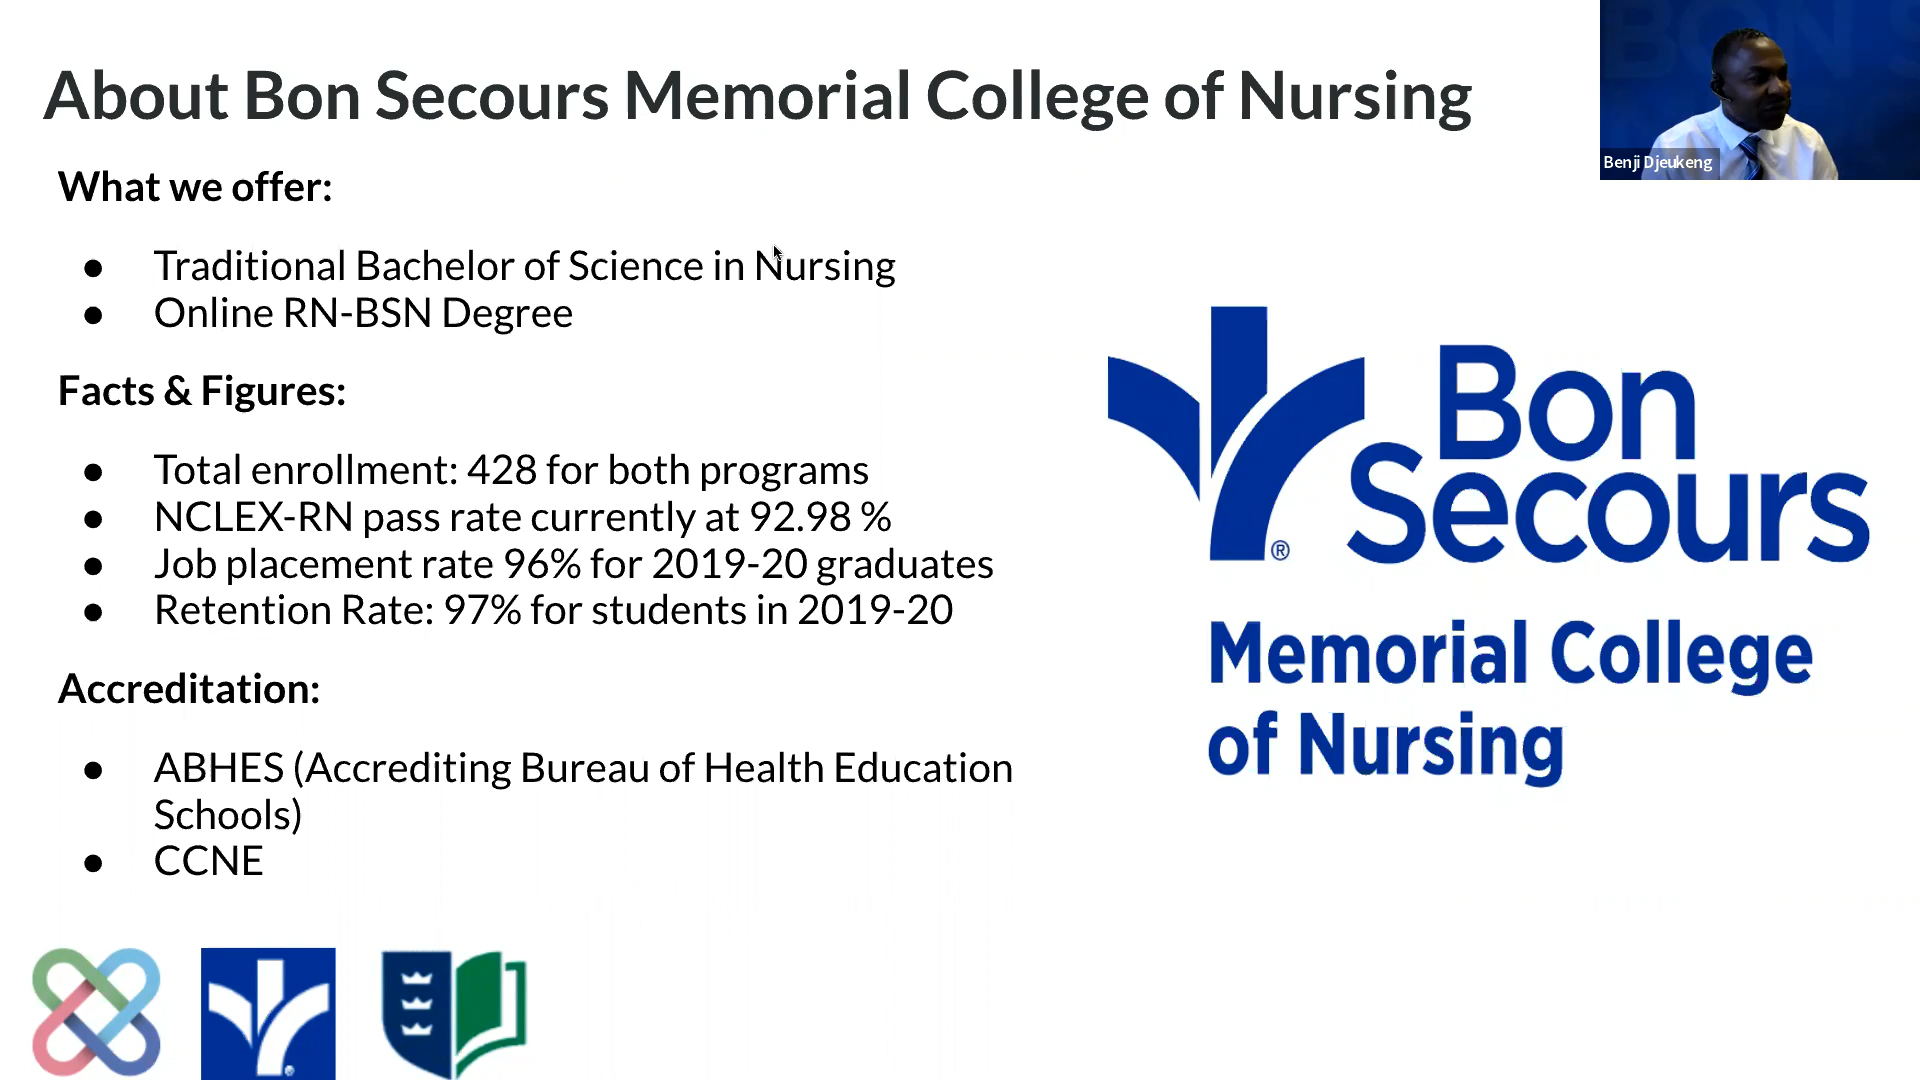 About Bon Secours Memorial College of Nursing
BON S
Benji Djeukeng
What we offer:
● Traditional Bachelor of Science in Nursing
● Online RN-BSN Degree
Facts & Figures:
● Total enrollment: 428 for both programs
● NCLEX-RN pass rate currently at 92.98 %
● Job placement rate 96% for 2019-20 graduates
● Retention Rate: 97% for students in 2019-20
Accreditation:
● ABHES (Accrediting Bureau of Health Education
Schools)
● CCNE
Bon
Secours
®
Memorial College
of Nursing